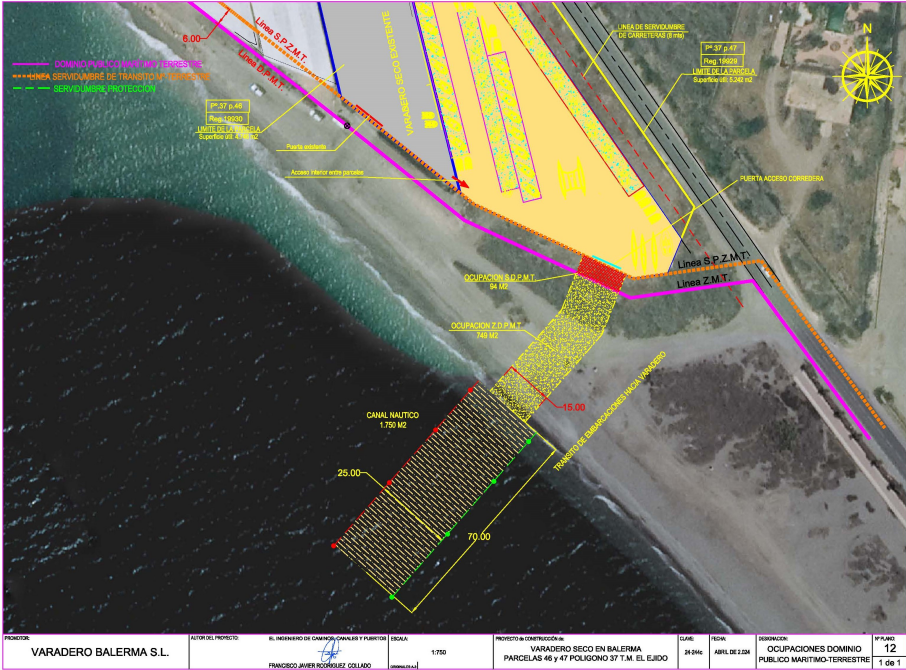 DOMINIO PUBLICO MARITIMO TERRESTRE
LINEA SERVIDUMBRE DE TRANSITO Mº TERRESTRE
SERVIDUMBRE PROTECCION
6.00
Linea S.P.Z.M.T.
Linea D.P.M.T.
VARADERO SECO EXISTENTE
LINEA DE SERVIDUMBRE
DE CARRETERAS (8 mts)
Pº.37 p.47
Reg.19929
LIMITE DE LA PARCELA
Superficie útil: 5.242 m2
N
Pº.37 p.46
Reg.19930
LIMITE DE LA PARCELA
Superficie útil:
Puerta existente
Acceso interior entre parcelas
PUERTA ACCESO CORREDERA
Linea S.P.Z.M.T.
Linea Z.M.T.
OCUPACION S.D.P.M.T.
94 M2
OCUPACION Z.D.P.M.T.
749 M2
15.00
TRANSITO DE EMBARCACIONES HACIA VARADERO
CANAL NAUTICO
1.750 M2
25.00
70.00
PROMOTOR:
VARADERO BALERMA S.L.
AUTOR DEL PROYECTO:
EL INGENIERO DE CAMINOS, CANALES Y PUERTOS
FRANCISCO JAVIER RODRIGUEZ COLLADO
ESCALA:
1:750
ORIGINALES A.3
PROYECTO de CONSTRUCCIÓN de:
VARADERO SECO EN BALERMA
PARCELAS 46 y 47 POLIGONO 37 T.M. EL EJIDO
CLAVE:
24-244c
FECHA:
ABRIL DE 2.024
DESIGNACION:
OCUPACIONES DOMINIO
PUBLICO MARITIMO-TERRESTRE
Nº PLANO:
12
1 de 1